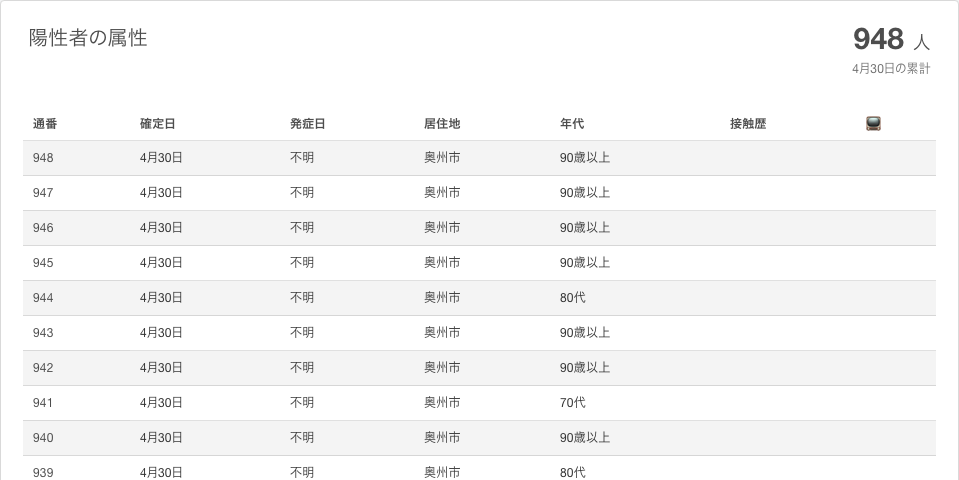 陽性者の属性
948 人
4月30日の累計
通番 確定日 発症日 居住地 年代 接触歴
948 4月30日 不明 奥州市 90歳以上
947 4月30日 不明 奥州市 90歳以上
946 4月30日 不明 奥州市 90歳以上
945 4月30日 不明 奥州市 90歳以上
944 4月30日 不明 奥州市 80代
943 4月30日 不明 奥州市 90歳以上
942 4月30日 不明 奥州市 90歳以上
941 4月30日 不明 奥州市 70代
940 4月30日 不明 奥州市 90歳以上
939 4月30日 不明 奥州市 80代